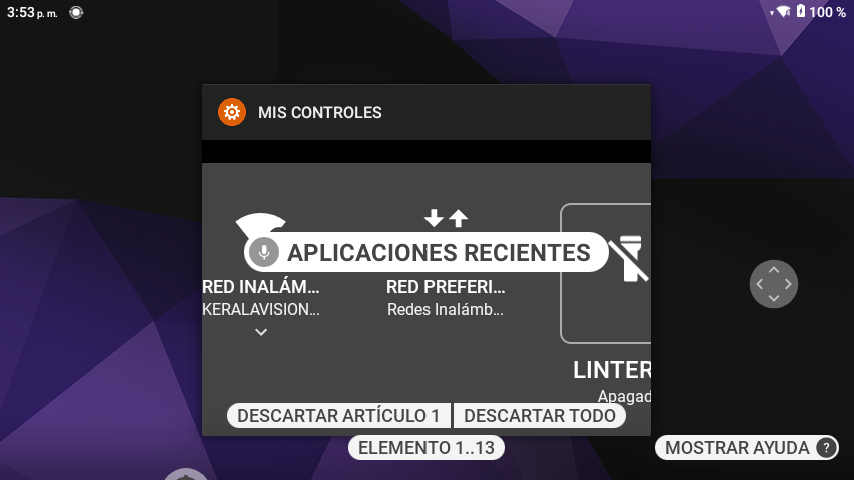 3:53 p. m.
100 %
MIS CONTROLES
APLICACIONES RECIENTES
RED INALÁM...
RED PREFERI...
KERALAVISION...
Redes Inalámb...
LINTER
Apagad
DESCARTAR ARTÍCULO 1
DESCARTAR TODO
ELEMENTO 1..13
MOSTRAR AYUDA ?